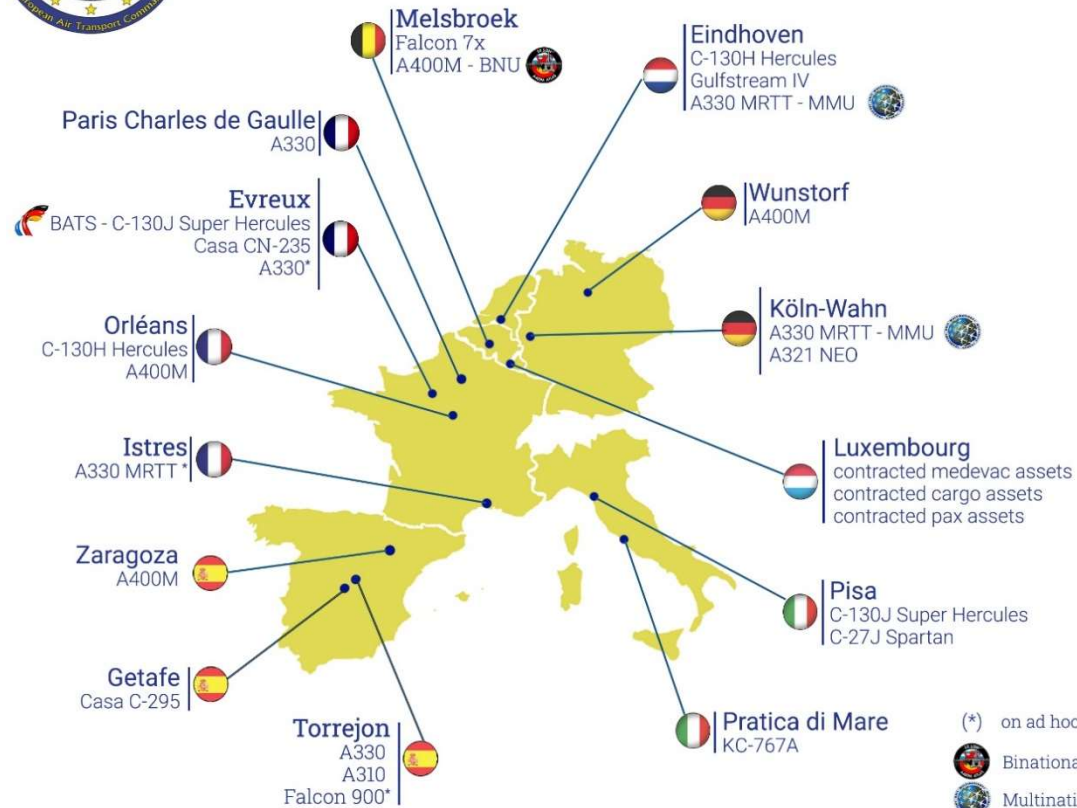 European Air Transport Command
Melsbroek
Falcon 7x
A400M - BNU
Eindhoven
C-130H Hercules
Gulfstream IV
A330 MRTT - MMU
Paris Charles de Gaulle
A330
Evreux
BATS - C-130J Super Hercules
Casa CN-235
A330*
Wunstorf
A400M
Orléans
C-130H Hercules
A400M
Köln-Wahn
A330 MRTT - MMU
A321 NEO
Istres
A330 MRTT *
Luxembourg
contracted medevac assets
contracted cargo assets
contracted pax assets
Zaragoza
A400M
Pisa
C-130J Super Hercules
C-27J Spartan
Getafe
Casa C-295
Torrejon
A330
A310
Falcon 900*
Pratica di Mare
KC-767A
(*) on ad hoc
Binationa
Multinati